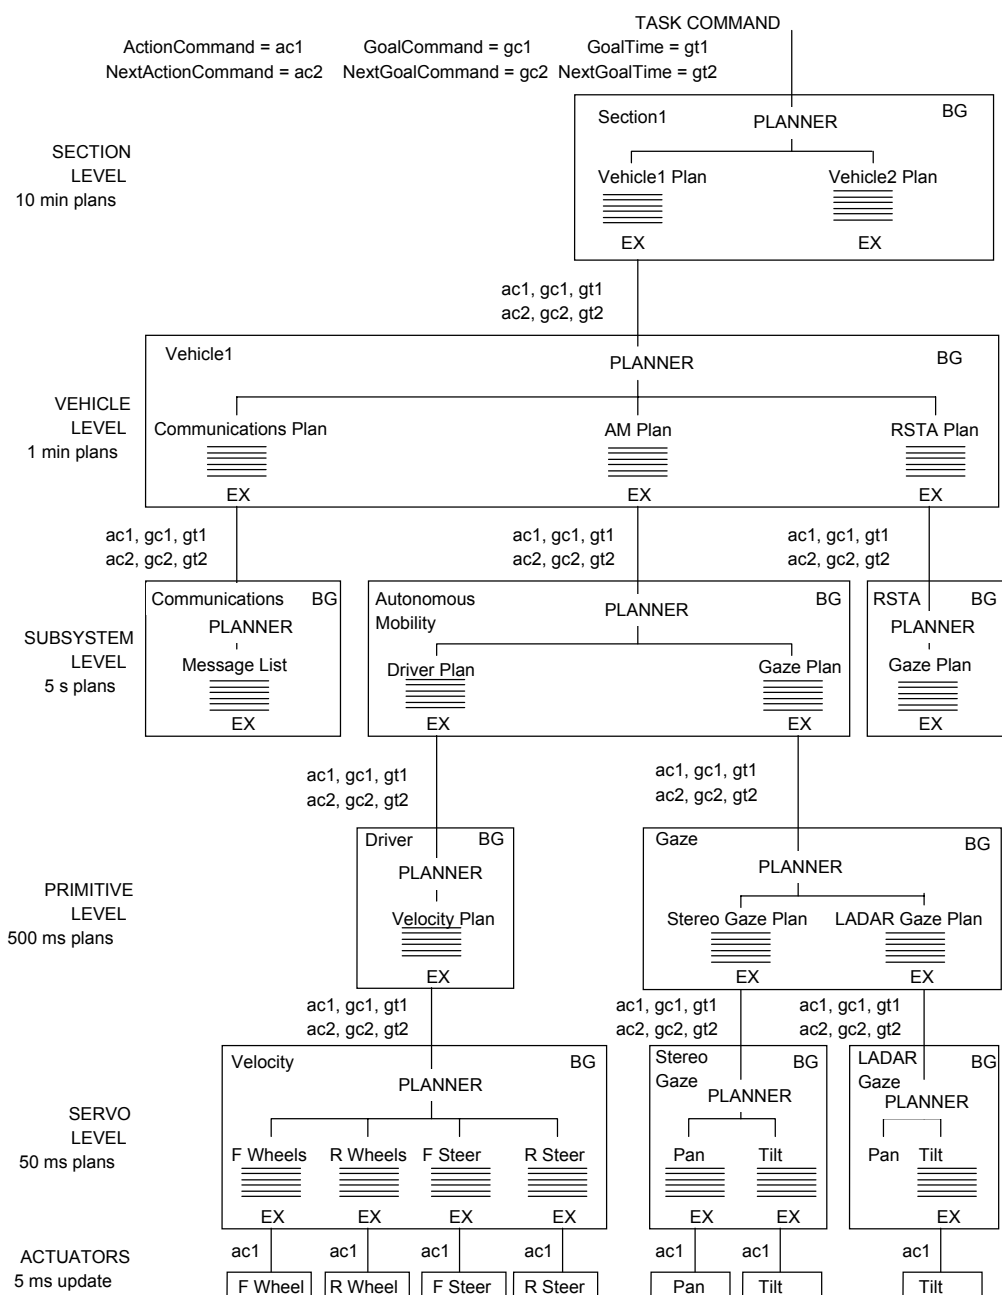 TASK COMMAND
ActionCommand = ac1 GoalCommand = gc1 GoalTime = gt1
NextActionCommand = ac2 NextGoalCommand = gc2 NextGoalTime = gt2
SECTION
LEVEL
10 min plans
Section1 PLANNER BG
Vehicle1 Plan Vehicle2 Plan
EX EX
ac1, gc1, gt1
ac2, gc2, gt2
VEHICLE
LEVEL
1 min plans
Vehicle1 PLANNER BG
Communications Plan AM Plan RSTA Plan
EX EX EX
ac1, gc1, gt1 ac1, gc1, gt1 ac1, gc1, gt1
ac2, gc2, gt2 ac2, gc2, gt2 ac2, gc2, gt2
SUBSYSTEM
LEVEL
5 s plans
Communications BG
PLANNER
Message List
EX
Autonomous
Mobility
PLANNER BG
Driver Plan Gaze Plan
EX EX
RSTA BG
PLANNER
Gaze Plan
EX
ac1, gc1, gt1 ac1, gc1, gt1
ac2, gc2, gt2 ac2, gc2, gt2
PRIMITIVE
LEVEL
500 ms plans
Driver BG
PLANNER
Velocity Plan
EX
Gaze BG
PLANNER
Stereo Gaze Plan LADAR Gaze Plan
EX EX
ac1, gc1, gt1 ac1, gc1, gt1 ac1, gc1, gt1
ac2, gc2, gt2 ac2, gc2, gt2 ac2, gc2, gt2
SERVO
LEVEL
50 ms plans
Velocity BG
PLANNER
F Wheels R Wheels F Steer R Steer
EX EX EX EX
Stereo
Gaze
BG
PLANNER
Pan Tilt
EX EX
LADAR
Gaze
BG
PLANNER
Pan Tilt
EX
ACTUATORS
5 ms update
ac1 ac1 ac1 ac1 ac1 ac1 ac1
F Wheel R Wheel F Steer R Steer Pan Tilt Tilt